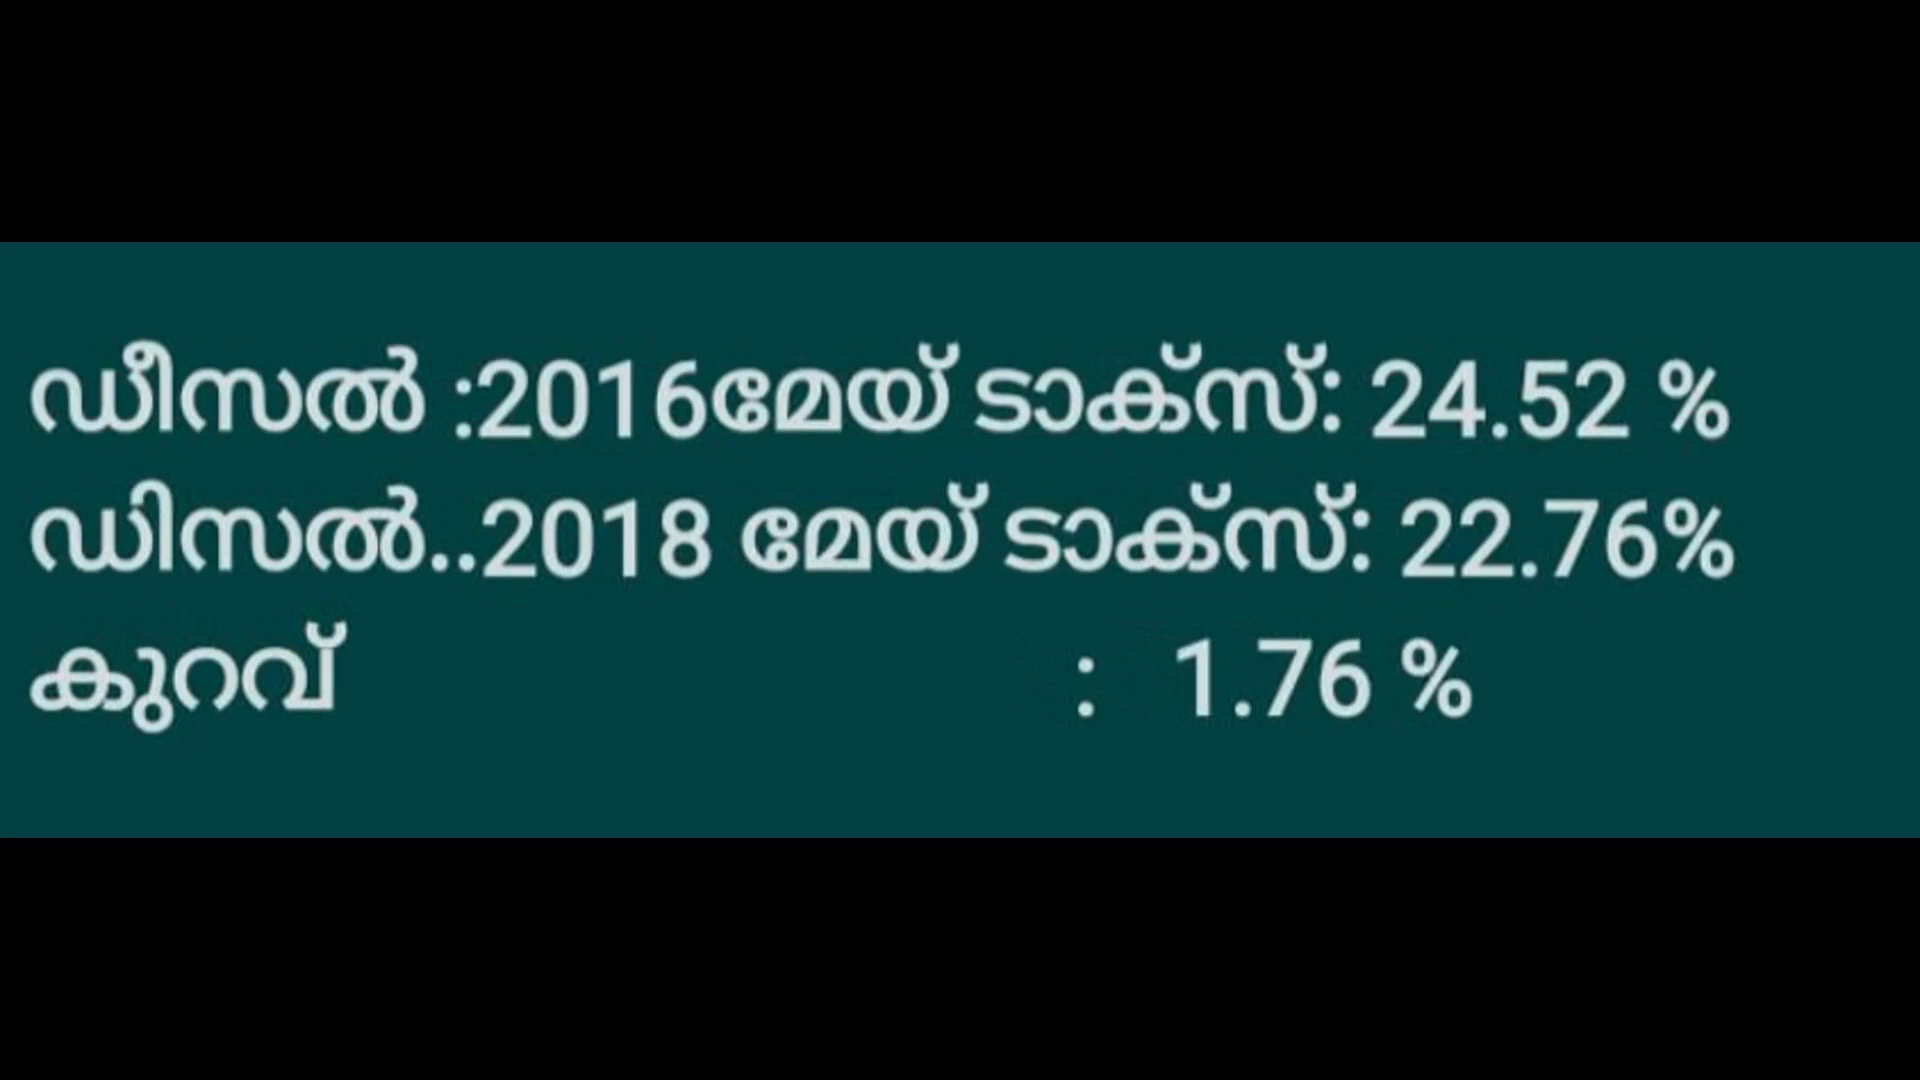 ഡീസൽ :2016മേയ് ടാക്സ്: 24.52 %
ഡിസൽ..2018 മേയ് ടാക്സ്: 22.76%
കുറവ് : 1.76 %